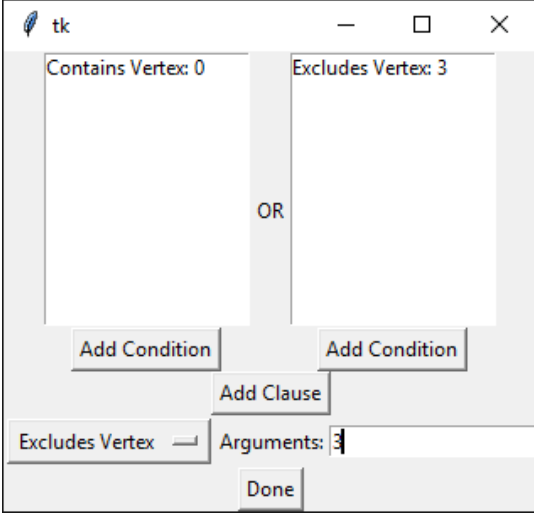 tk
Contains Vertex: 0
Excludes Vertex: 3
OR
Add Condition
Add Condition
Add Clause
Excludes Vertex
Arguments: 3
Done